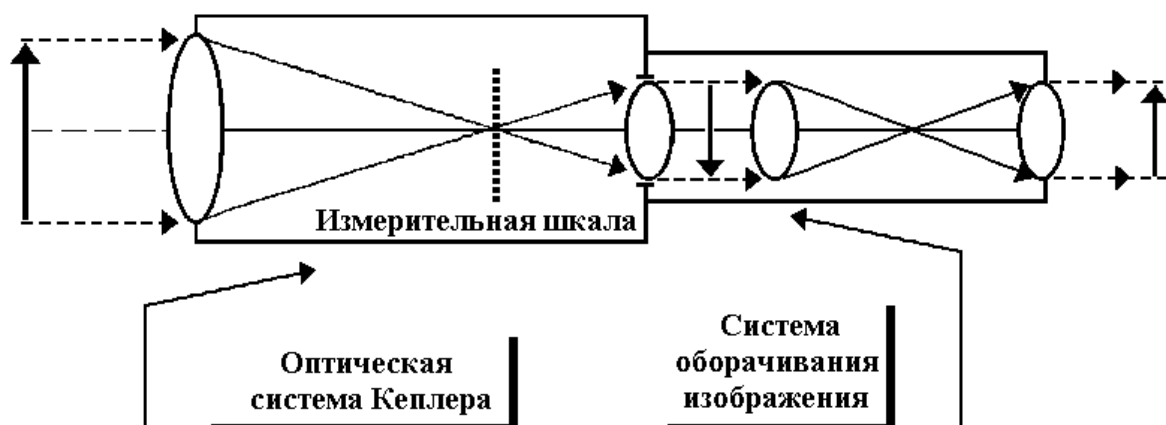 Измерительная шкала
Оптическая
система Кеплера
Система
оборачивания
изображения